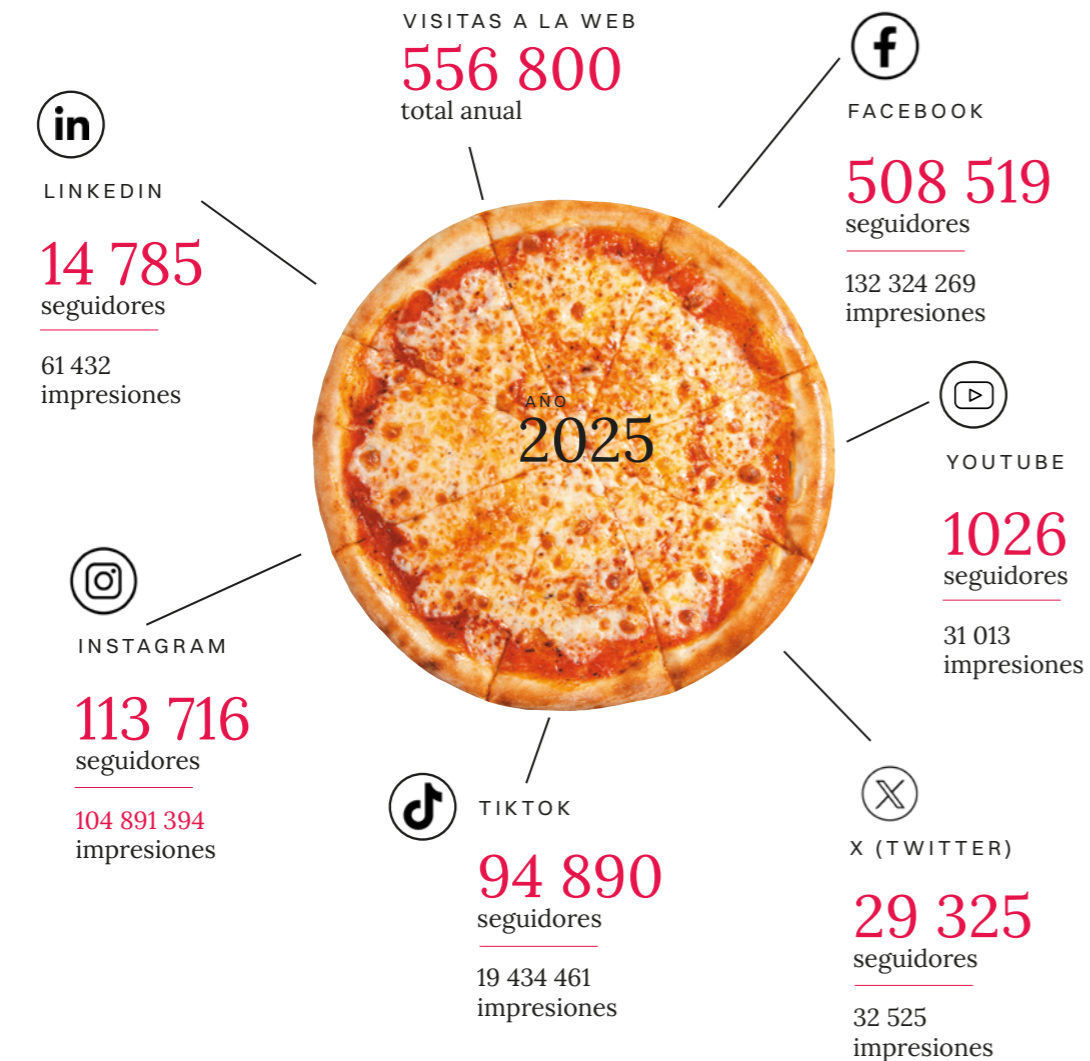 VISITAS A LA WEB
556 800
total anual
FACEBOOK
508 519
seguidores
132 324 269
impresiones
in
LINKEDIN
14 785
seguidores
61 432
impresiones
AÑO
2025
YOUTUBE
1026
seguidores
31 013
impresiones
INSTAGRAM
113 716
seguidores
104 891 394
impresiones
TIKTOK
94 890
seguidores
19 434 461
impresiones
X (TWITTER)
29 325
seguidores
32 525
impresiones